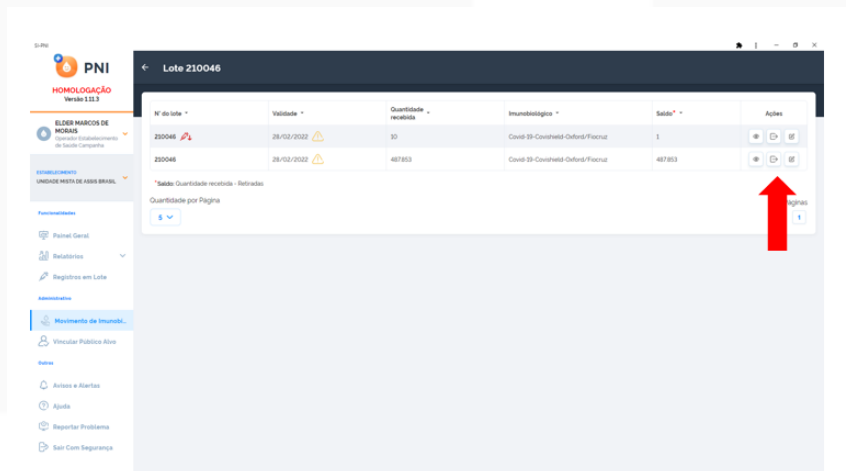 SI-PNI
PNI
HOMOLOGAÇÃO
Versão 1.11.3
ELDER MARCOS DE MORAIS
Operador Estabelecimento de Saúde Campanha
ESTABELECIMENTO
UNIDADE MISTA DE ASSIS BRASIL
Funcionalidades
Painel Geral
Relatórios
Registros em Lote
Administrativo
Movimento de Imunobi...
Vincular Público Alvo
Outros
Avisos e Alertas
Ajuda
Reportar Problema
Sair Com Segurança
← Lote 210046
N° do lote Validade Quantidade recebida Imunobiológico Saldo* Ações
210046 28/02/2022 10 Covid-19-Covishield-Oxford/Fiocruz 1
210046 28/02/2022 487.853 Covid-19-Covishield-Oxford/Fiocruz 487.853
*Saldo: Quantidade recebida - Retiradas
Quantidade por Página
5
1